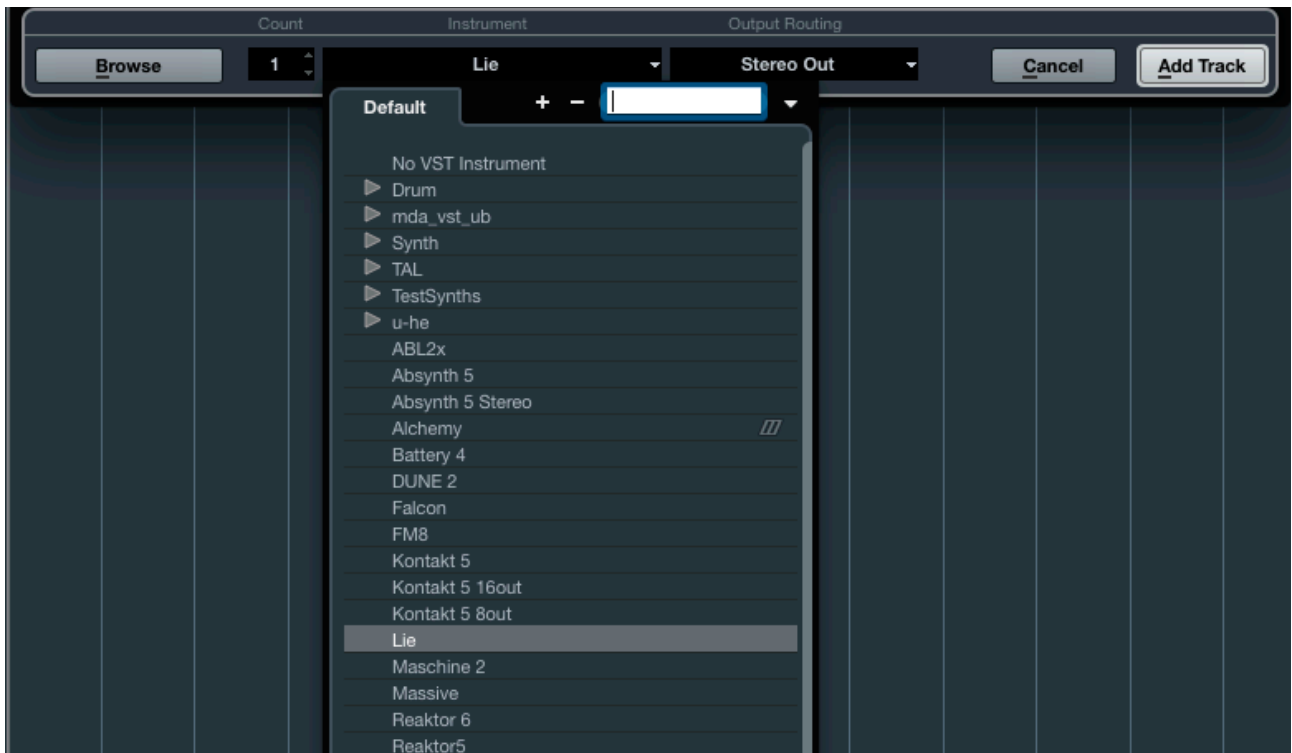 Count Instrument Output Routing
Browse 1 Lie Stereo Out Cancel Add Track
Default + −
No VST Instrument
Drum
mda_vst_ub
Synth
TAL
TestSynths
u-he
ABL2x
Absynth 5
Absynth 5 Stereo
Alchemy
Battery 4
DUNE 2
Falcon
FM8
Kontakt 5
Kontakt 5 16out
Kontakt 5 8out
Lie
Maschine 2
Massive
Reaktor 6
Reaktor5